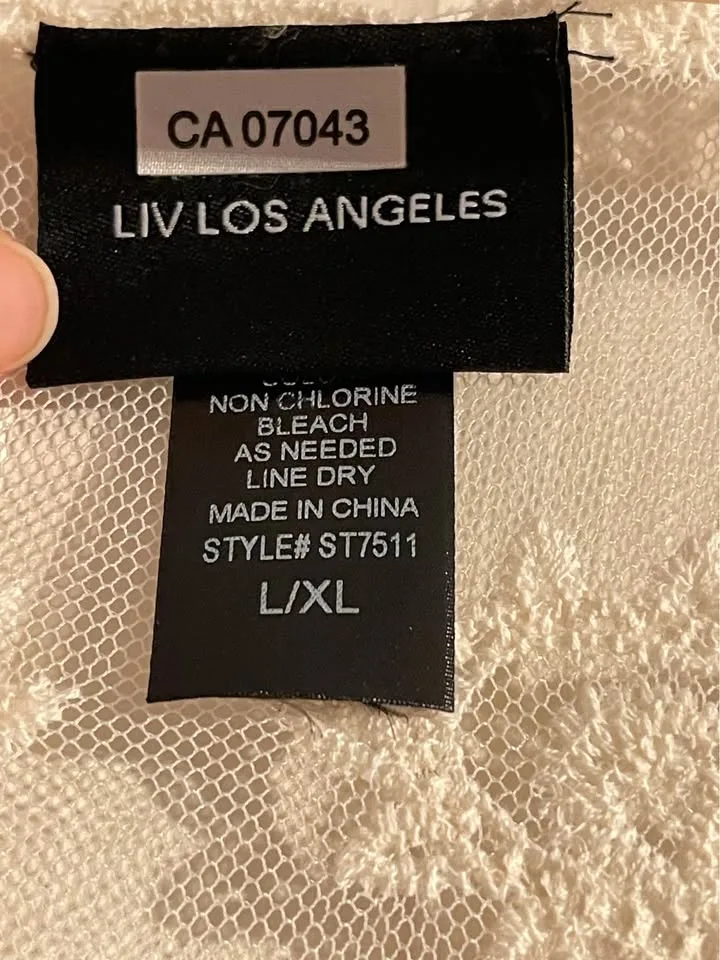 CA 07043
LIV LOS ANGELES
NON CHLORINE
BLEACH
AS NEEDED
LINE DRY
MADE IN CHINA
STYLE# ST7511
L/XL